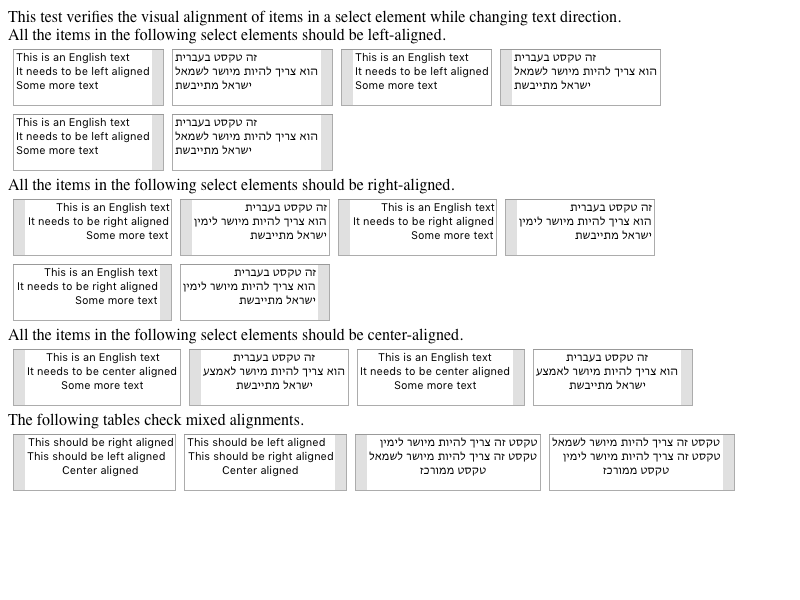 This test verifies the visual alignment of items in a select element while changing text direction.
All the items in the following select elements should be left-aligned.
This is an English text
It needs to be left aligned
Some more text
זה טקסט בעברית
הוא צריך להיות מיושר לשמאל
ישראל מתייבשת
This is an English text
It needs to be left aligned
Some more text
זה טקסט בעברית
הוא צריך להיות מיושר לשמאל
ישראל מתייבשת
This is an English text
It needs to be left aligned
Some more text
זה טקסט בעברית
הוא צריך להיות מיושר לשמאל
ישראל מתייבשת
All the items in the following select elements should be right-aligned.
This is an English text
It needs to be right aligned
Some more text
זה טקסט בעברית
הוא צריך להיות מיושר לימין
ישראל מתייבשת
This is an English text
It needs to be right aligned
Some more text
זה טקסט בעברית
הוא צריך להיות מיושר לימין
ישראל מתייבשת
This is an English text
It needs to be right aligned
Some more text
זה טקסט בעברית
הוא צריך להיות מיושר לימין
ישראל מתייבשת
All the items in the following select elements should be center-aligned.
This is an English text
It needs to be center aligned
Some more text
זה טקסט בעברית
הוא צריך להיות מיושר לאמצע
ישראל מתייבשת
This is an English text
It needs to be center aligned
Some more text
זה טקסט בעברית
הוא צריך להיות מיושר לאמצע
ישראל מתייבשת
The following tables check mixed alignments.
This should be right aligned
This should be left aligned
Center aligned
This should be left aligned
This should be right aligned
Center aligned
טקסט זה צריך להיות מיושר לימין
טקסט זה צריך להיות מיושר לשמאל
טקסט ממורכז
טקסט זה צריך להיות מיושר לשמאל
טקסט זה צריך להיות מיושר לימין
טקסט ממורכז